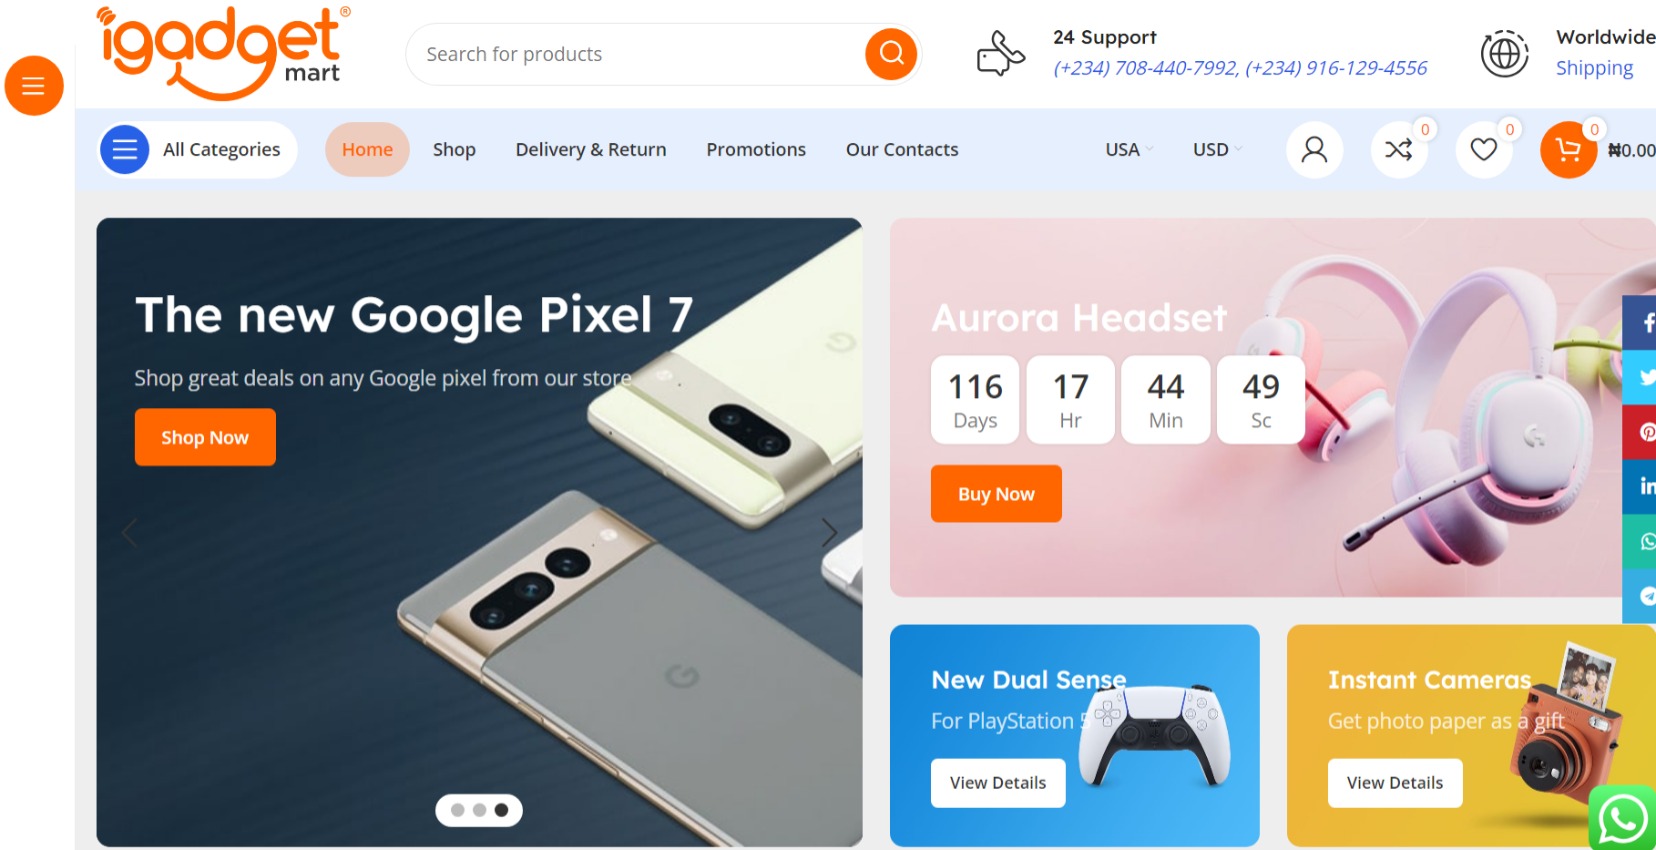 igadget®
mart
Search for products
24 Support
(+234) 708-440-7992, (+234) 916-129-4556
Worldwide
Shipping
All Categories
Home
Shop
Delivery & Return
Promotions
Our Contacts
USA
USD
0
0
0
₦0.00
The new Google Pixel 7
Shop great deals on any Google pixel from our store
Shop Now
Aurora Headset
116
Days
17
Hr
44
Min
49
Sc
Buy Now
New Dual Sense
For PlayStation 5
View Details
Instant Cameras
Get photo paper as a gift
View Details